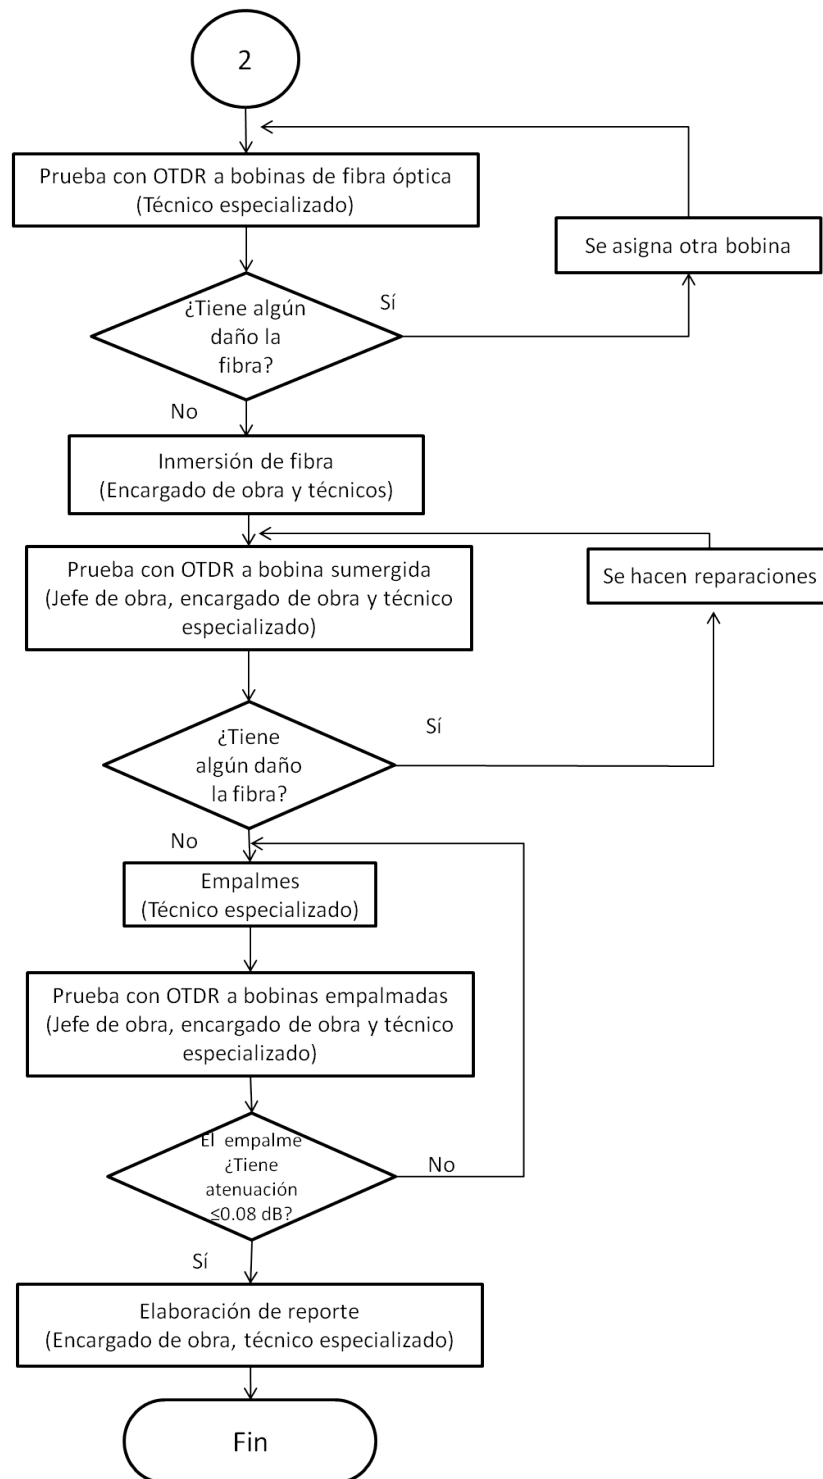 2
Prueba con OTDR a bobinas de fibra óptica
(Técnico especializado)
Se asigna otra bobina
¿Tiene algún
daño la
fibra?
Sí
No
Inmersión de fibra
(Encargado de obra y técnicos)
Prueba con OTDR a bobina sumergida
(Jefe de obra, encargado de obra y técnico
especializado)
Se hacen reparaciones
¿Tiene
algún daño
la fibra?
Sí
No
Empalmes
(Técnico especializado)
Prueba con OTDR a bobinas empalmadas
(Jefe de obra, encargado de obra y técnico
especializado)
El empalme
¿Tiene
atenuación
≤0.08 dB?
No
Sí
Elaboración de reporte
(Encargado de obra, técnico especializado)
Fin